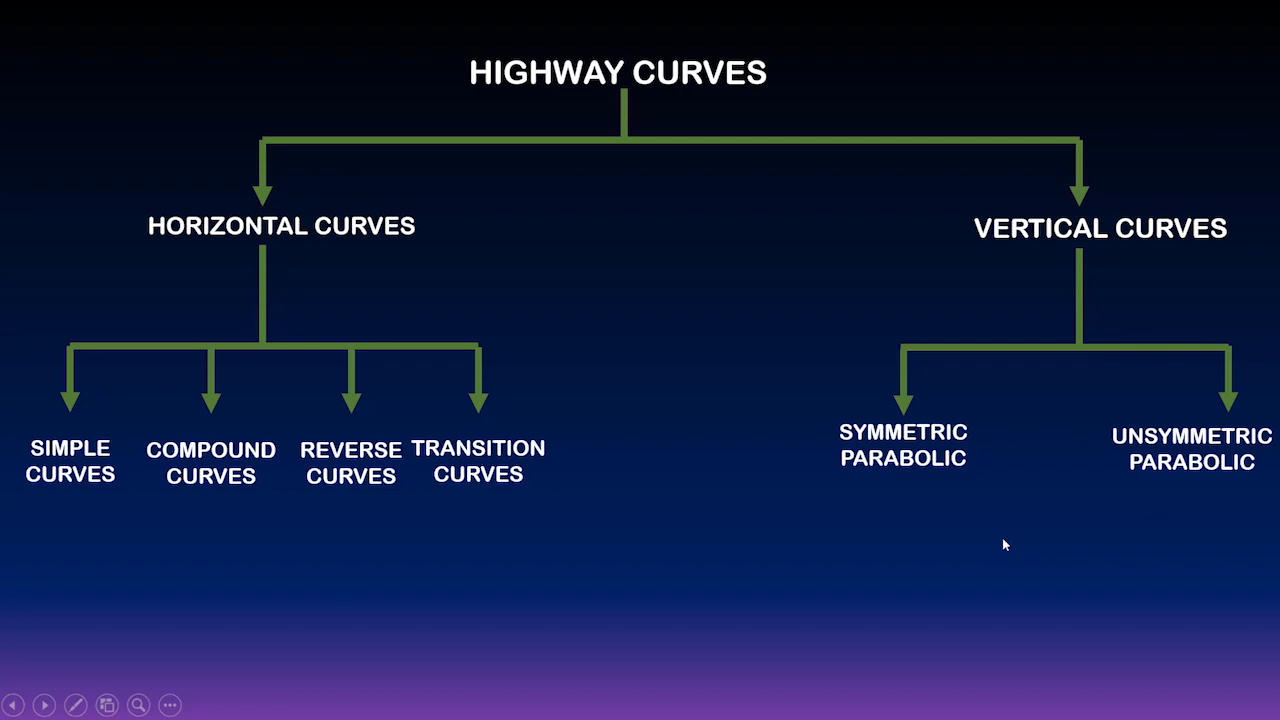 HIGHWAY CURVES
HORIZONTAL CURVES
VERTICAL CURVES
SIMPLE
CURVES
COMPOUND
CURVES
REVERSE
CURVES
TRANSITION
CURVES
SYMMETRIC
PARABOLIC
UNSYMMETRIC
PARABOLIC